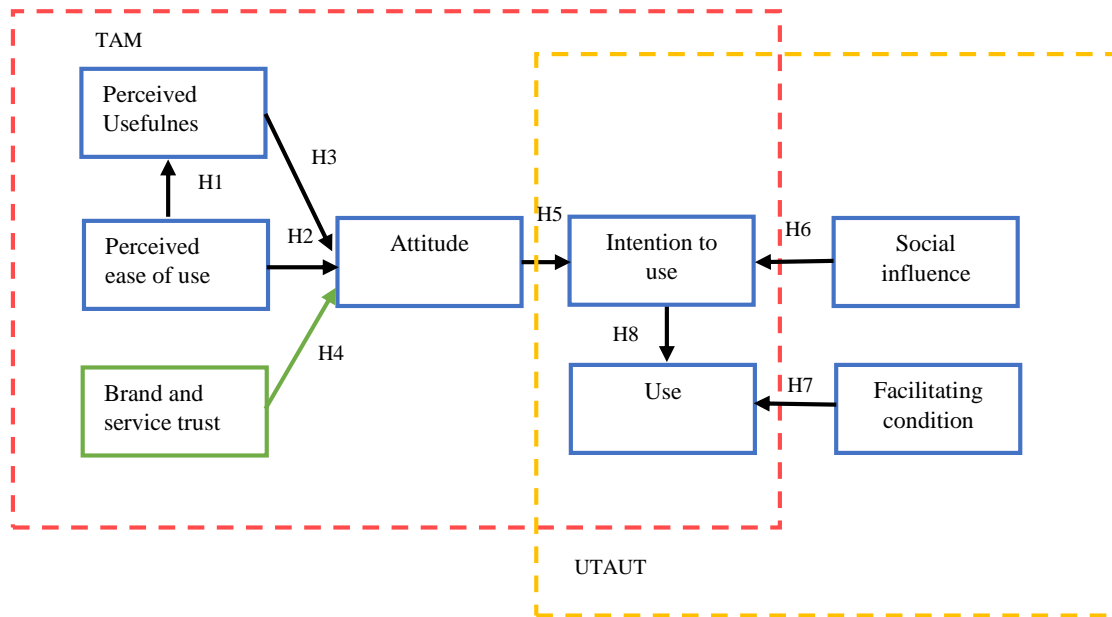 TAM
Perceived
Usefulnes
H3
H1
H2
Perceived
ease of use
Attitude
H5
Intention to
use
H6
Social
influence
H4
H8
Brand and
service trust
Use
H7
Facilitating
condition
UTAUT